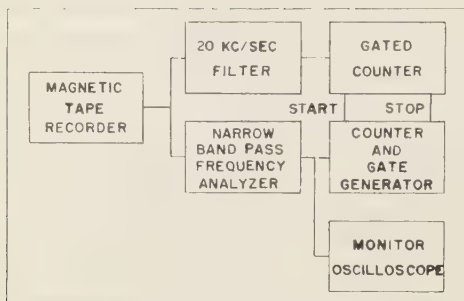 20 KC/SEC
FILTER
GATED
COUNTER
MAGNETIC
TAPE
RECORDER
START
STOP
NARROW
BAND PASS
FREQUENCY
ANALYZER
COUNTER
AND
GATE
GENERATOR
MONITOR
OSCILLOSCOPE